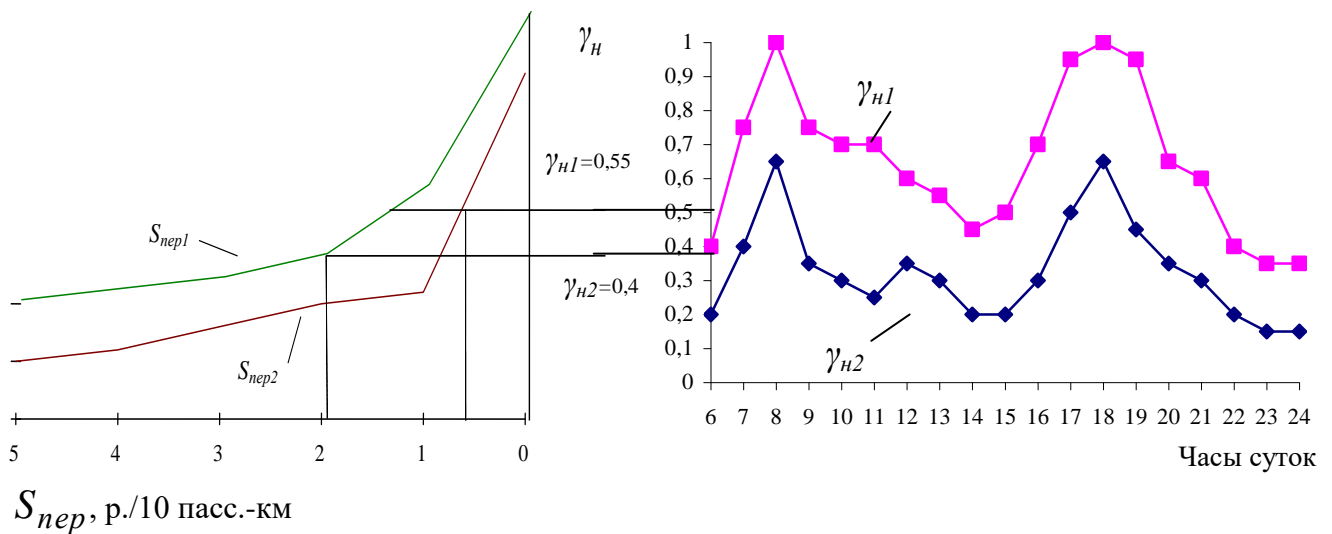 γн
γн1=0,55
Sпер1
γн2=0,4
Sпер2
5 4 3 2 1 0
Sпер, р./10 пасс.-км
1
0,9
0,8
0,7
0,6
0,5
0,4
0,3
0,2
0,1
0
γн1
γн2
6 7 8 9 10 11 12 13 14 15 16 17 18 19 20 21 22 23 24
Часы суток